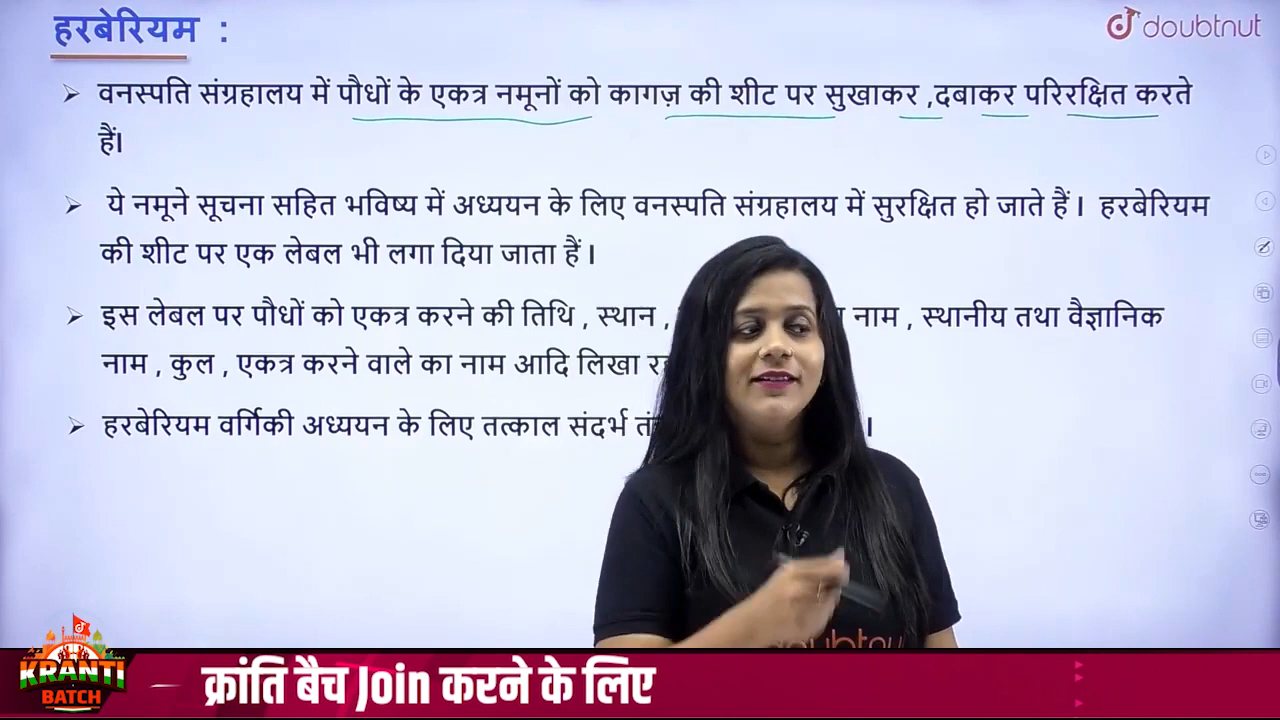 हरबेरियम :
doubtnut
➢ वनस्पति संग्रहालय में पौधों के एकत्र नमूनों को कागज़ की शीट पर सुखाकर ,दबाकर परिरक्षित करते
हैं।
➢ ये नमूने सूचना सहित भविष्य में अध्ययन के लिए वनस्पति संग्रहालय में सुरक्षित हो जाते हैं । हरबेरियम
की शीट पर एक लेबल भी लगा दिया जाता हैं ।
➢ इस लेबल पर पौधों को एकत्र करने की तिथि , स्थान , नाम , स्थानीय तथा वैज्ञानिक
नाम , कुल , एकत्र करने वाले का नाम आदि लिखा
➢ हरबेरियम वर्गिकी अध्ययन के लिए तत्काल संदर्भ ।
doubtnut
KRANTI
BATCH
क्रांति बैच Join करने के लिए